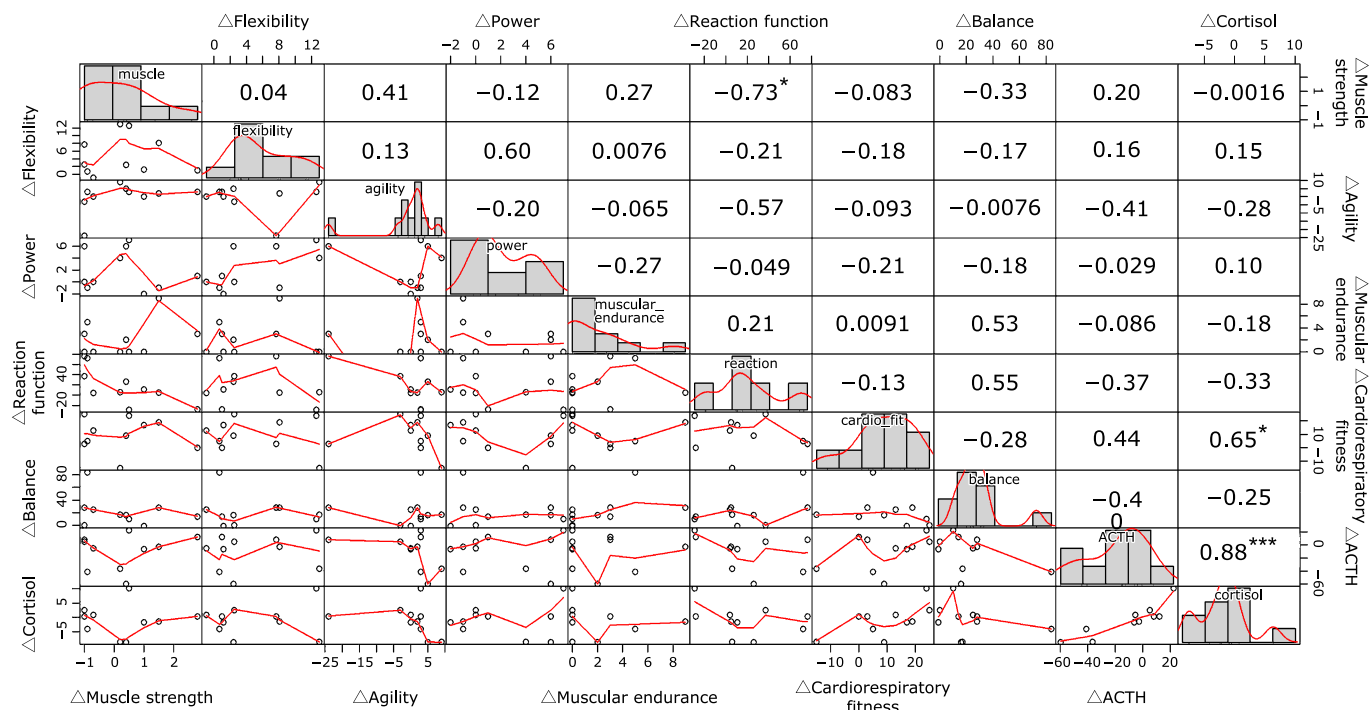 △Flexibility △Power △Reaction function △Balance △Cortisol
0 4 8 12 −2 2 4 6 −20 20 60 0 20 40 60 80 −5 0 5 10
muscle 0.04 0.41 −0.12 0.27 −0.73* −0.083 −0.33 0.20 −0.0016 −1 1 △Muscle strength
△Flexibility 0 6 12 flexibility 0.13 0.60 0.0076 −0.21 −0.18 −0.17 0.16 0.15
agility −0.20 −0.065 −0.57 −0.093 −0.0076 −0.41 −0.28 −25 −5 10 △Agility
△Power −2 2 6 power −0.27 −0.049 −0.21 −0.18 −0.029 0.10
muscular_
endurance 0.21 0.0091 0.53 −0.086 −0.18 0 4 8 △Muscular endurance
△Reaction function −20 40 reaction −0.13 0.55 −0.37 −0.33
cardio_fit −0.28 0.44 0.65* −10 10 △Cardiorespiratory fitness
△Balance 0 40 80 balance −0.4
0 −0.25
ACTH 0.88*** −60 0 △ACTH
△Cortisol −5 5 cortisol
−1 0 1 2 −25 −15 −5 5 0 2 4 6 8 −10 0 10 20 −60 −40 −20 0 20
△Muscle strength △Agility △Muscular endurance △Cardiorespiratory
fitness △ACTH